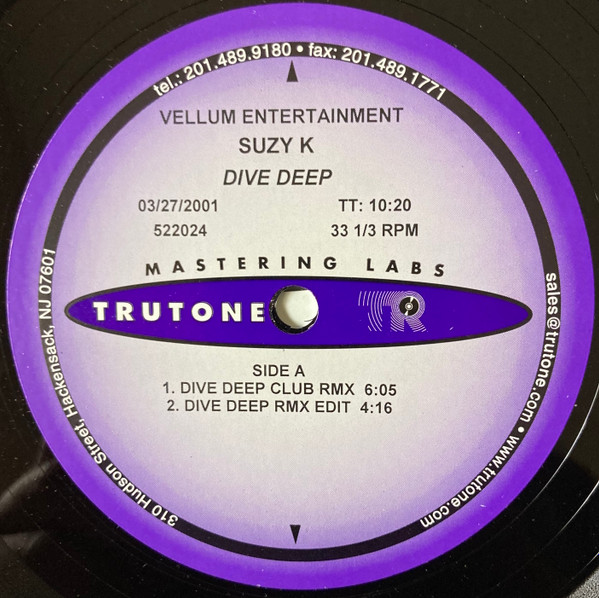 tel.: 201.489.9180 • fax: 201.489.1771
VELLUM ENTERTAINMENT
SUZY K
DIVE DEEP
03/27/2001 TT: 10:20
522024 33 1/3 RPM
MASTERING LABS
TRUTONE TR
SIDE A
1. DIVE DEEP CLUB RMX 6:05
2. DIVE DEEP RMX EDIT 4:16
310 Hudson Street, Hackensack, NJ 07601
sales@trutone.com • www.trutone.com